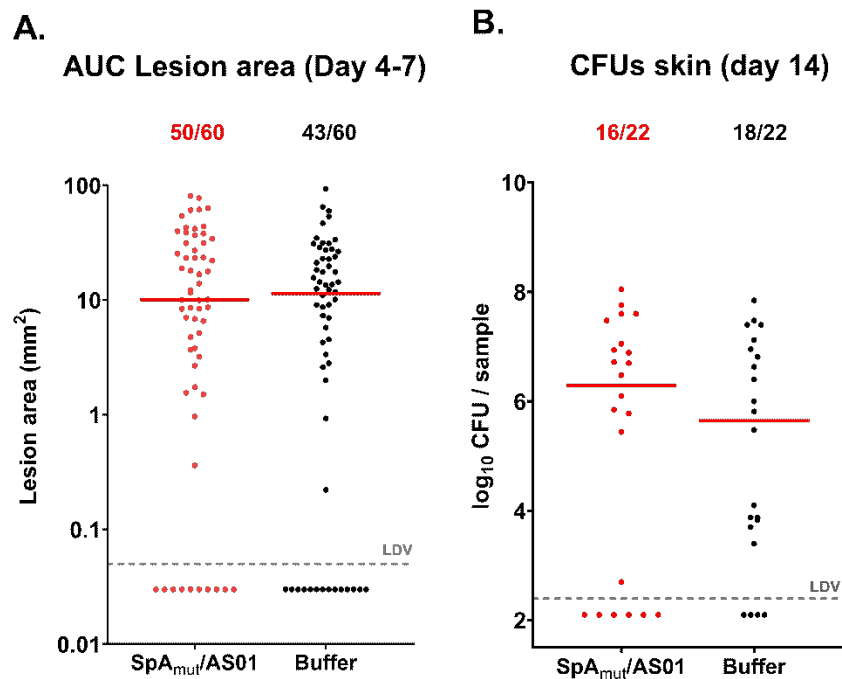 A.
AUC Lesion area (Day 4-7)
50/60 43/60
Lesion area (mm²)
100
10
1
0.1
0.01
LDV
SpAmut/AS01 Buffer
B.
CFUs skin (day 14)
16/22 18/22
log10 CFU / sample
10
8
6
4
2
LDV
SpAmut/AS01 Buffer